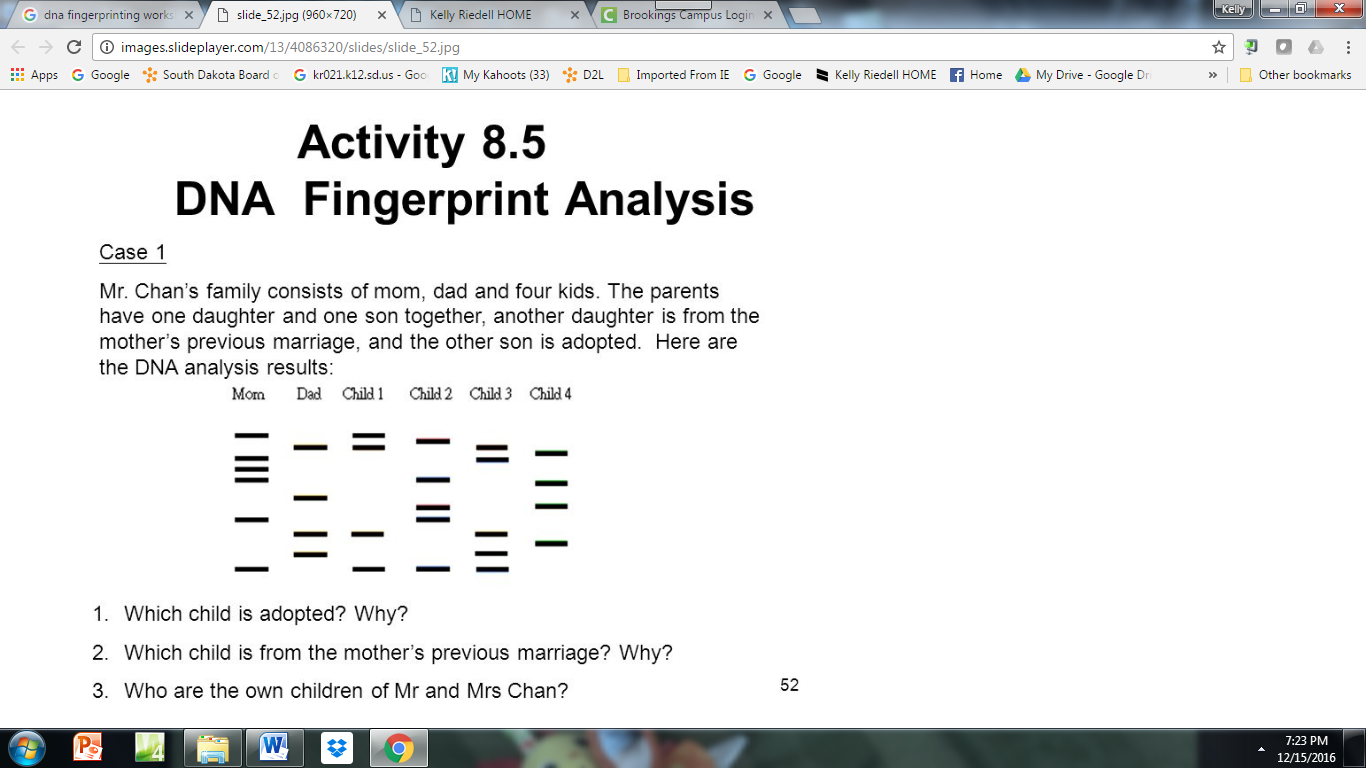 dna fingerprinting works
slide_52.jpg (960×720)
Kelly Riedell HOME
Brookings Campus Login
Kelly
images.slideplayer.com/13/4086320/slides/slide_52.jpg
Apps
Google
South Dakota Board o
kr021.k12.sd.us - Goo
My Kahoots (33)
D2L
Imported From IE
Google
Kelly Riedell HOME
Home
My Drive - Google Dri
»
Other bookmarks
Activity 8.5
DNA Fingerprint Analysis
Case 1
Mr. Chan's family consists of mom, dad and four kids. The parents
have one daughter and one son together, another daughter is from the
mother's previous marriage, and the other son is adopted. Here are
the DNA analysis results:
Mom Dad Child 1 Child 2 Child 3 Child 4
1. Which child is adopted? Why?
2. Which child is from the mother's previous marriage? Why?
3. Who are the own children of Mr and Mrs Chan?
52
7:23 PM
12/15/2016